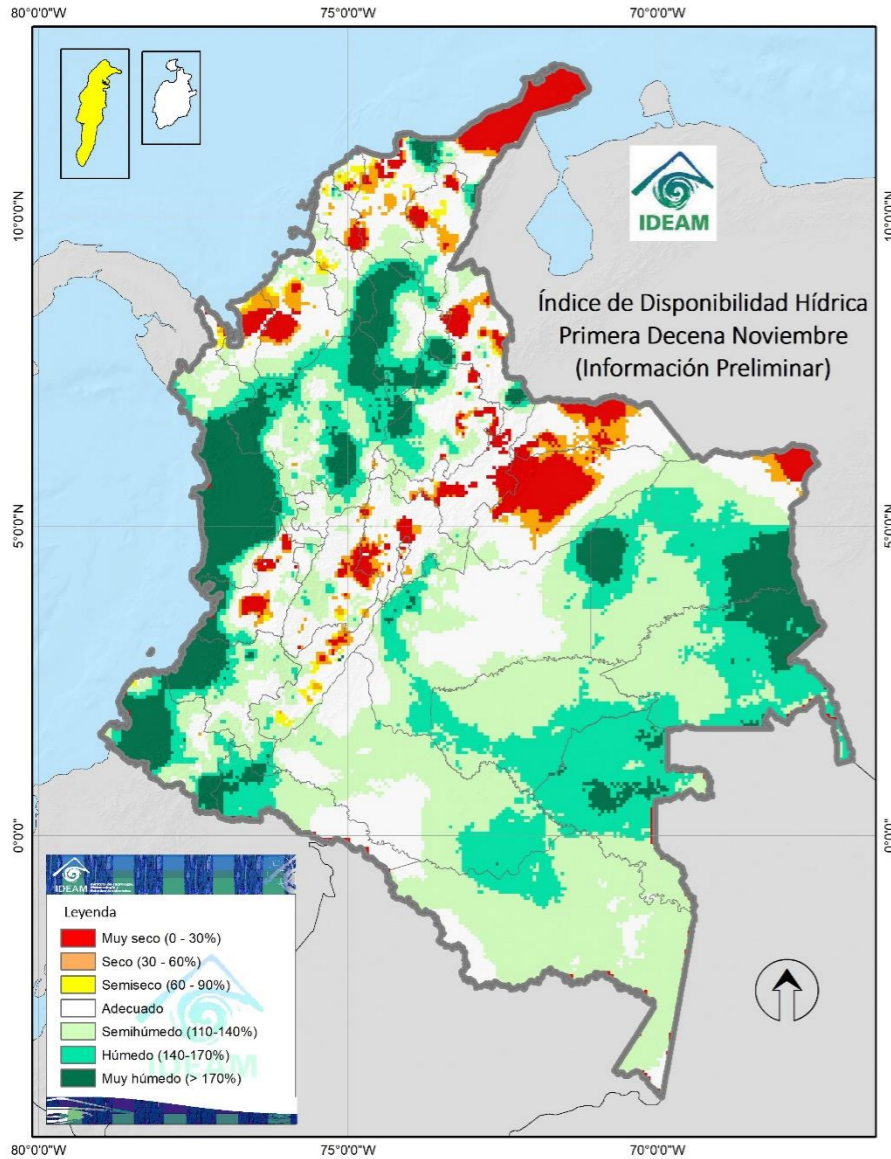 80°0'0"W
75°0'0"W
70°0'0"W
10°0'0"N
10°0'0"N
IDEAM
Índice de Disponibilidad Hídrica
Primera Decena Noviembre
(Información Preliminar)
5°0'0"N
5°0'0"N
0°0'0"
0°0'0"
IDEAM
Leyenda
Muy seco (0 - 30%)
Seco (30 - 60%)
Semiseco (60 - 90%)
Adecuado
Semihúmedo (110-140%)
Húmedo (140-170%)
Muy húmedo (> 170%)
IDEAM
80°0'0"W
75°0'0"W
70°0'0"W